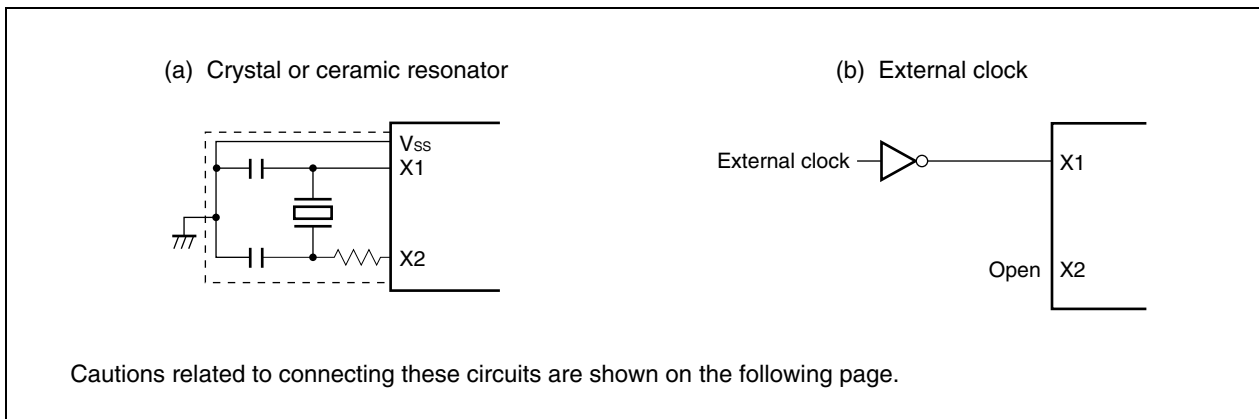 (a) Crystal or ceramic resonator
VSS
X1
X2
(b) External clock
External clock
X1
Open
X2
Cautions related to connecting these circuits are shown on the following page.